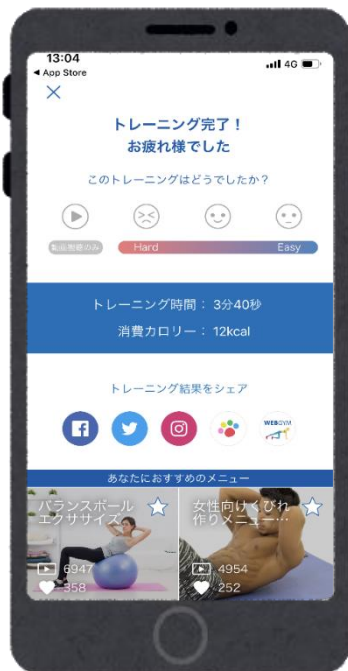 13:04
4G
◀ App Store
トレーニング完了！
お疲れ様でした
このトレーニングはどうでしたか？
動画視聴のみ
Hard
Easy
トレーニング時間： 3分40秒
消費カロリー： 12kcal
トレーニング結果をシェア
WEBGYM
あなたにおすすめのメニュー
バランスボール
エクササイズ
6947
358
女性向けくびれ
作りメニュー…
4954
252